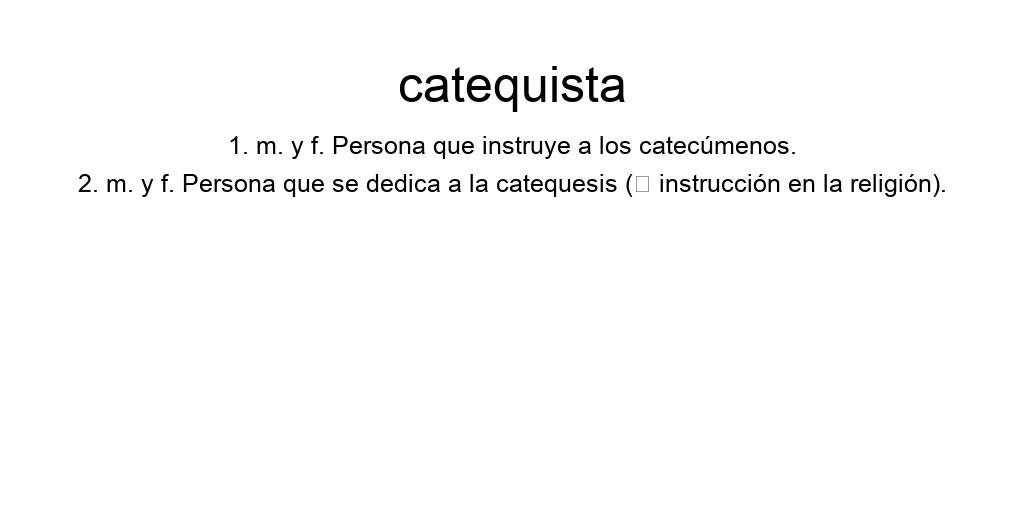 catequista
1. m. y f. Persona que instruye a los catecúmenos.
2. m. y f. Persona que se dedica a la catequesis (□ instrucción en la religión).